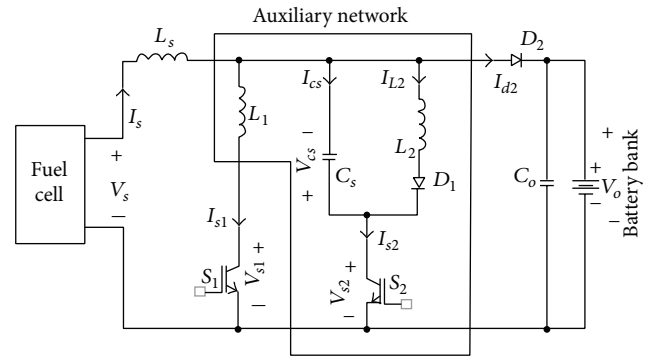 Auxiliary network
L_s
D_2
I_cs
I_L2
I_d2
I_s
L_1
+
−
V_cs
+
L_2
C_s
D_1
Fuel
cell
V_s
−
C_o
+
+
V_o
−
−
Battery bank
I_s1
I_s2
S_1
V_s1
+
−
V_s2
+
−
S_2